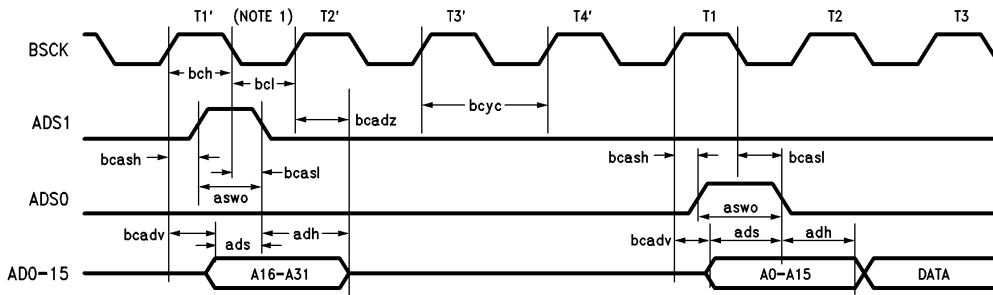 T1' (NOTE 1) T2' T3' T4' T1 T2 T3
BSCK
bch bcl bcadz bcyc
ADS1
bcash bcasl bcash bcasl
ADS0
aswo aswo
bcadv ads adh bcadv ads adh
AD0-15 A16-A31 A0-A15 DATA